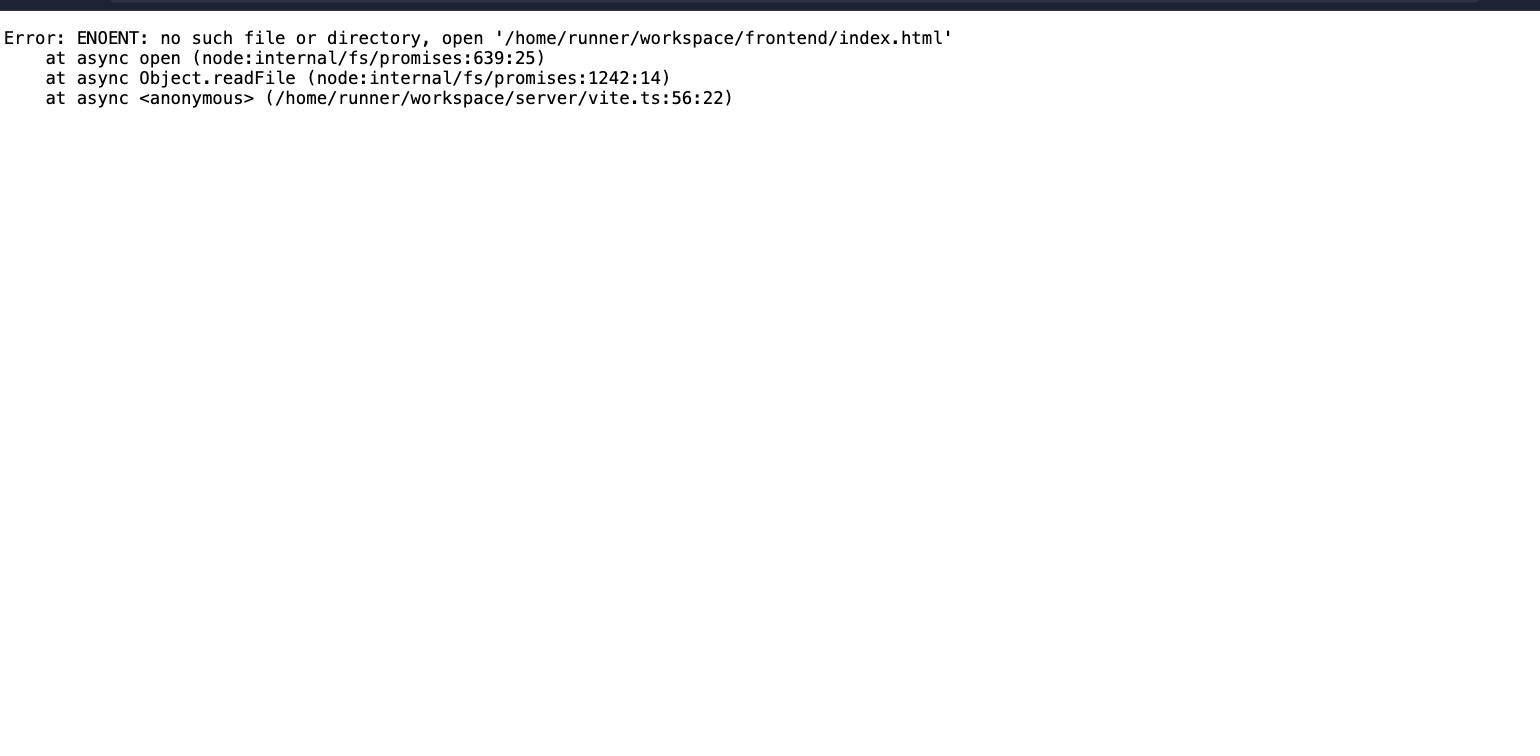 Error: ENOENT: no such file or directory, open '/home/runner/workspace/frontend/index.html'
    at async open (node:internal/fs/promises:639:25)
    at async Object.readFile (node:internal/fs/promises:1242:14)
    at async <anonymous> (/home/runner/workspace/server/vite.ts:56:22)